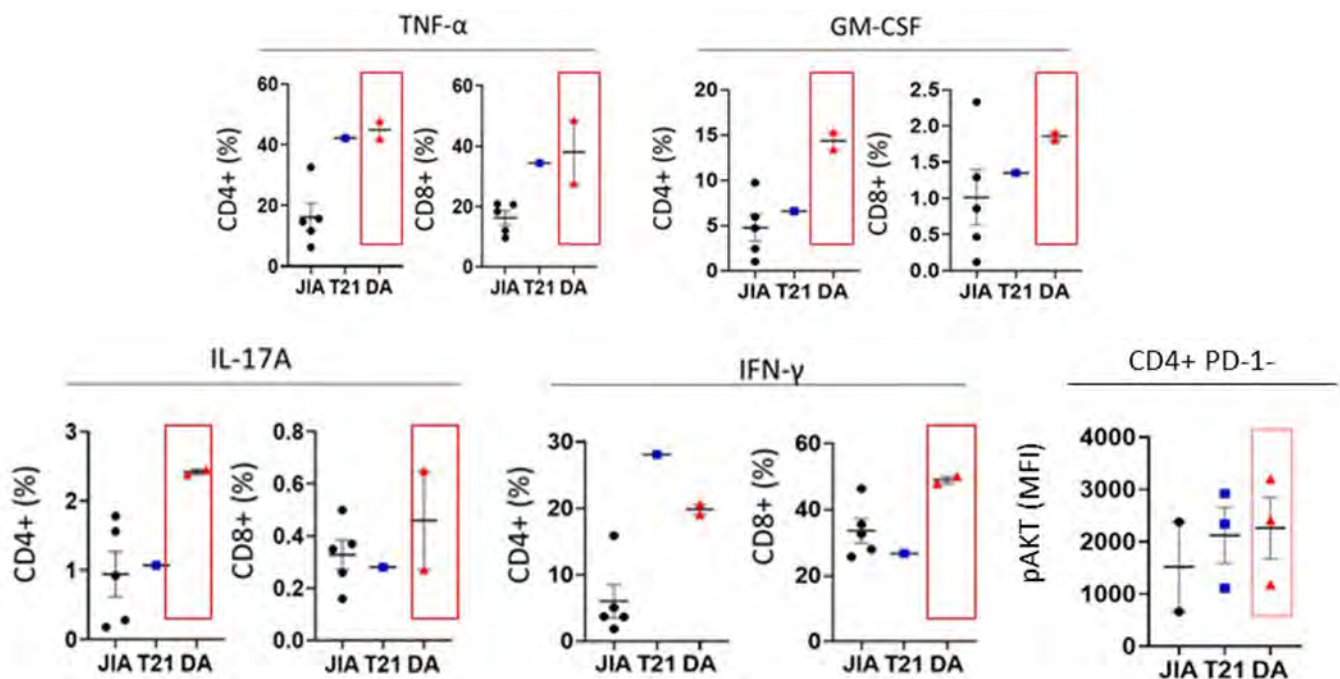 TNF-α
GM-CSF
CD4+ (%)
60
40
20
0
JIA T21 DA
CD8+ (%)
60
40
20
0
JIA T21 DA
CD4+ (%)
20
15
10
5
0
JIA T21 DA
CD8+ (%)
2.5
2.0
1.5
1.0
0.5
0.0
JIA T21 DA
IL-17A
IFN-γ
CD4+ PD-1-
CD4+ (%)
3
2
1
0
JIA T21 DA
CD8+ (%)
0.8
0.6
0.4
0.2
0.0
JIA T21 DA
CD4+ (%)
30
20
10
0
JIA T21 DA
CD8+ (%)
60
40
20
0
JIA T21 DA
pAKT (MFI)
4000
3000
2000
1000
0
JIA T21 DA